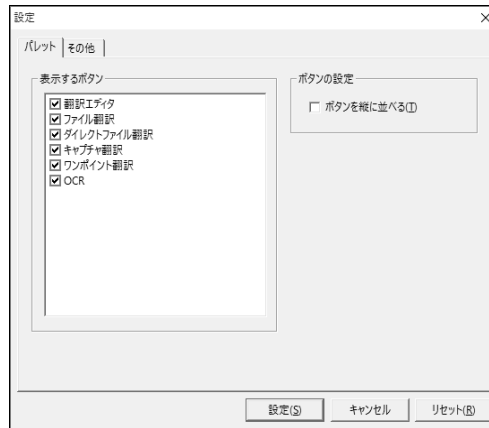 設定
パレット
その他
表示するボタン
翻訳エディタ
ファイル翻訳
ダイレクトファイル翻訳
キャプチャ翻訳
ワンポイント翻訳
OCR
ボタンの設定
ボタンを縦に並べる(T)
設定(S)
キャンセル
リセット(R)